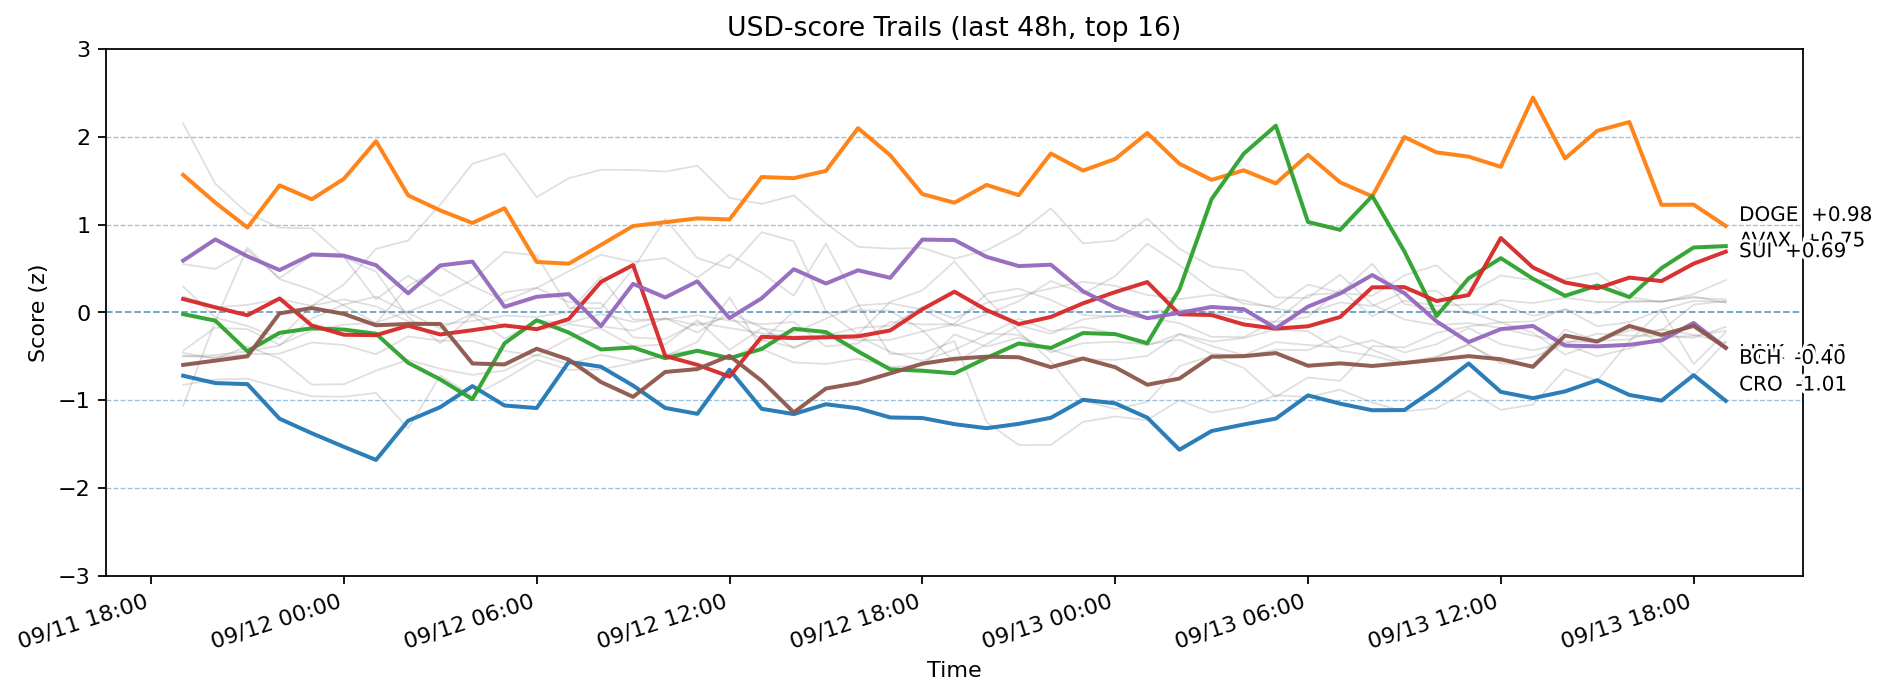 USD-score Trails (last 48h, top 16)
Score (z)
3
2
1
0
−1
−2
−3
DOGE +0.98
AVAX +0.75
SUI +0.69
BCH -0.40
CRO -1.01
09/11 18:00
09/12 00:00
09/12 06:00
09/12 12:00
09/12 18:00
09/13 00:00
09/13 06:00
09/13 12:00
09/13 18:00
Time